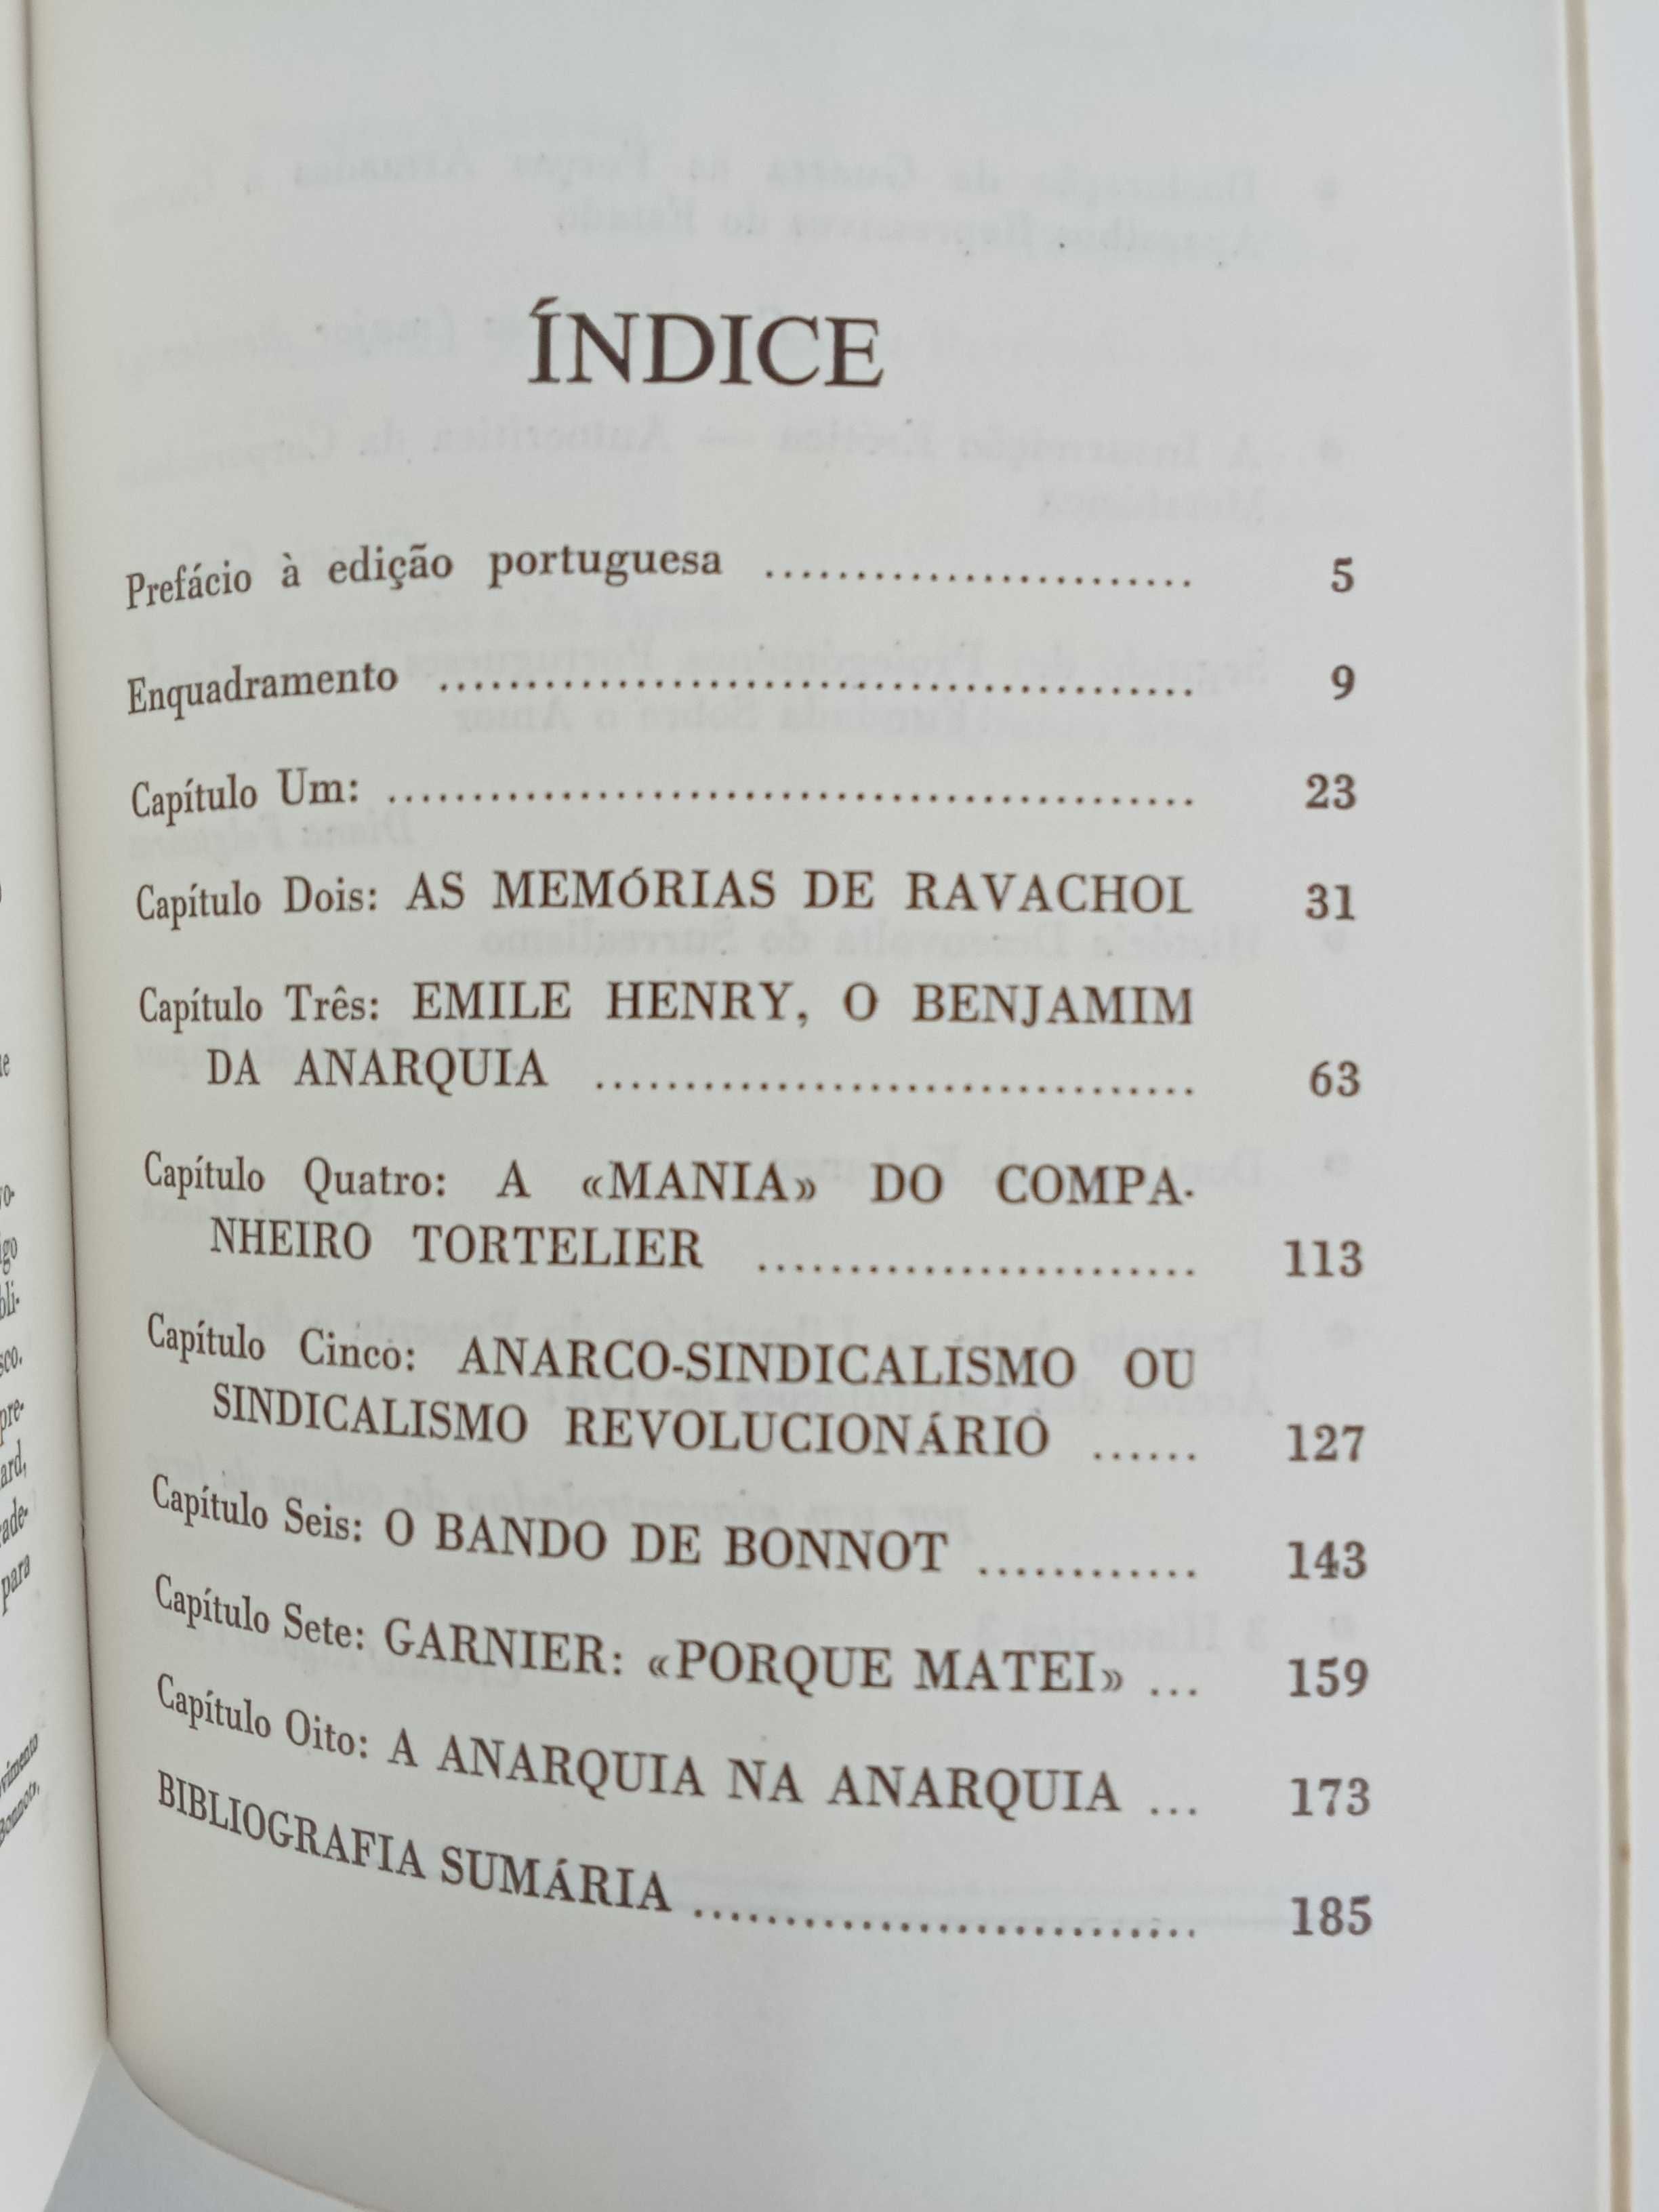 ÍNDICE
Prefácio à edição portuguesa ........................ 5
Enquadramento .......................................... 9
Capítulo Um: ............................................. 23
Capítulo Dois: AS MEMÓRIAS DE RAVACHOL 31
Capítulo Três: EMILE HENRY, O BENJAMIM
DA ANARQUIA .................................. 63
Capítulo Quatro: A «MANIA» DO COMPA-
NHEIRO TORTELIER ........................ 113
Capítulo Cinco: ANARCO-SINDICALISMO OU
SINDICALISMO REVOLUCIONÁRIO ...... 127
Capítulo Seis: O BANDO DE BONNOT ............ 143
Capítulo Sete: GARNIER: «PORQUE MATEI» ... 159
Capítulo Oito: A ANARQUIA NA ANARQUIA ... 173
BIBLIOGRAFIA SUMÁRIA ............................ 185